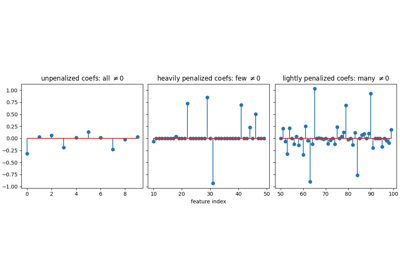 unpenalized coefs: all ≠0
heavily penalized coefs: few ≠0
lightly penalized coefs: many ≠0
1.00
0.75
0.50
0.25
0.00
−0.25
−0.50
−0.75
−1.00
0 2 4 6 8
10 20 30 40 50
50 60 70 80 90 100
feature index